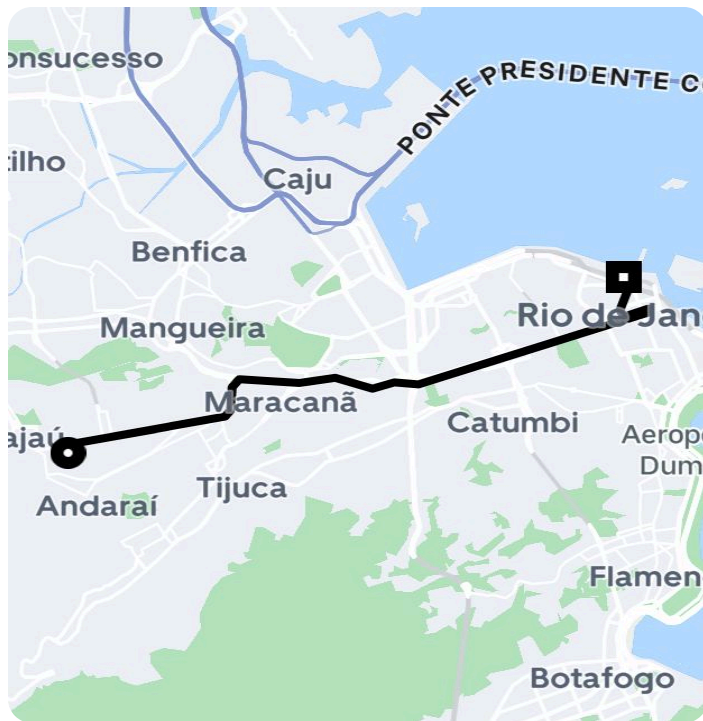 onsucesso
PONTE PRESIDENTE CO
ilho
Caju
Benfica
Rio de Jan
Mangueira
Maracanã
Catumbi
ajaú
Aerop
Dum
Tijuca
Andaraí
Flamen
Botafogo